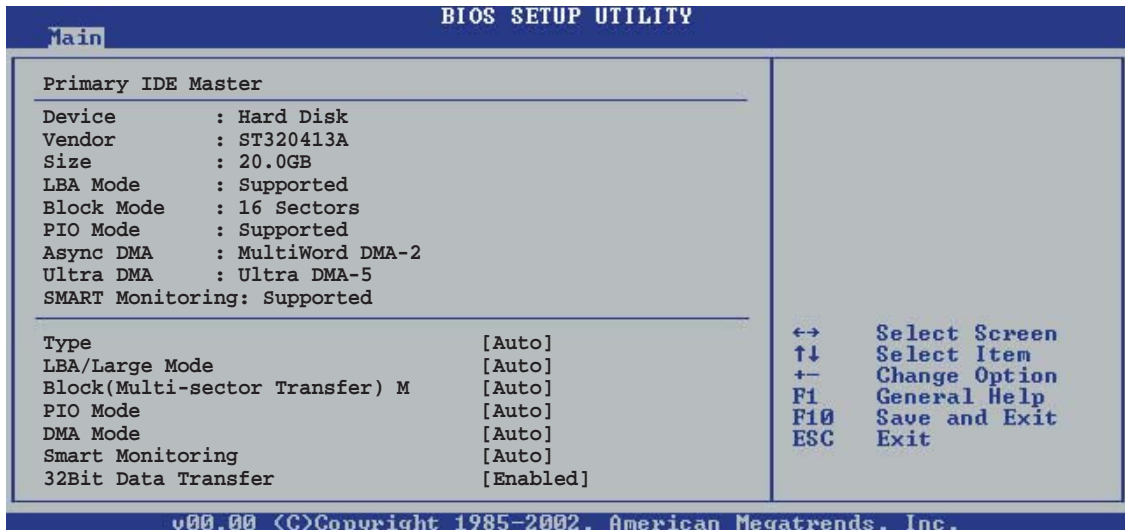 BIOS SETUP UTILITY
Main
Primary IDE Master
Device : Hard Disk
Vendor : ST320413A
Size : 20.0GB
LBA Mode : Supported
Block Mode : 16 Sectors
PIO Mode : Supported
Async DMA : MultiWord DMA-2
Ultra DMA : Ultra DMA-5
SMART Monitoring: Supported
Type [Auto]
LBA/Large Mode [Auto]
Block(Multi-sector Transfer) M [Auto]
PIO Mode [Auto]
DMA Mode [Auto]
Smart Monitoring [Auto]
32Bit Data Transfer [Enabled]
←→ Select Screen
↑↓ Select Item
+- Change Option
F1 General Help
F10 Save and Exit
ESC Exit
v00.00 (C)Copyright 1985-2002, American Megatrends, Inc.